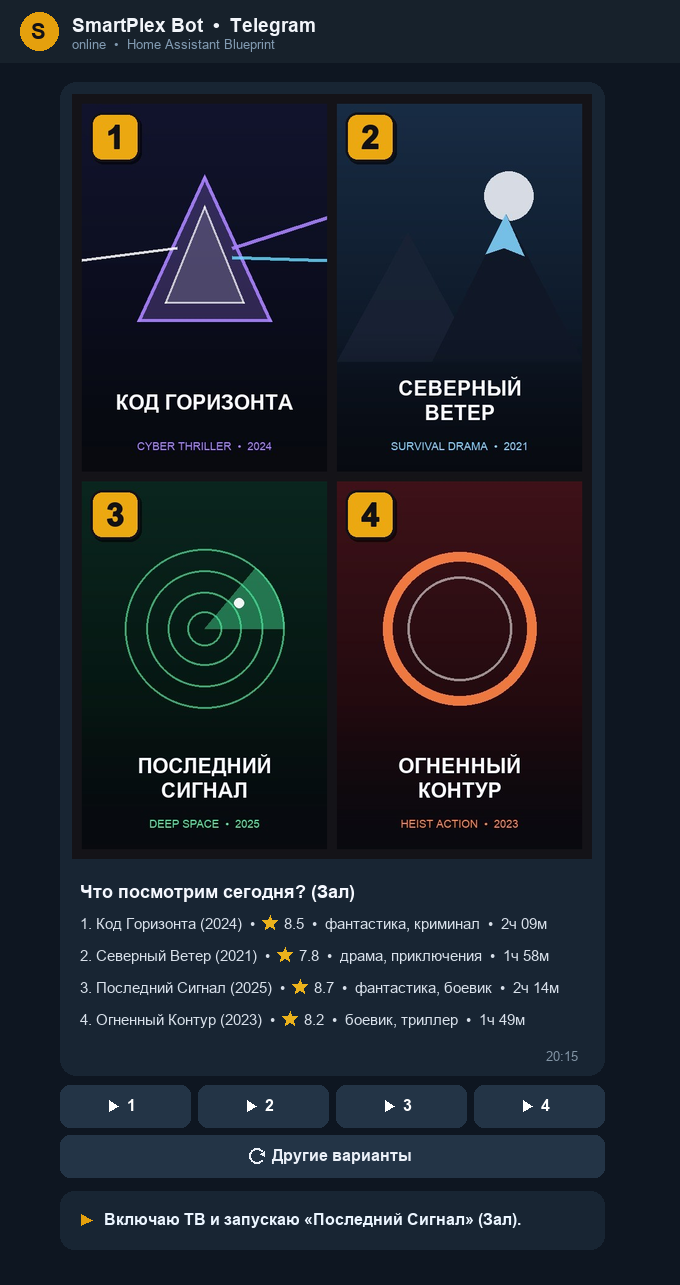 S
SmartPlex Bot • Telegram
online • Home Assistant Blueprint
1
КОД ГОРИЗОНТА
CYBER THRILLER • 2024
2
СЕВЕРНЫЙ
ВЕТЕР
SURVIVAL DRAMA • 2021
3
ПОСЛЕДНИЙ
СИГНАЛ
DEEP SPACE • 2025
4
ОГНЕННЫЙ
КОНТУР
HEIST ACTION • 2023
Что посмотрим сегодня? (Зал)
1. Код Горизонта (2024) • ★ 8.5 • фантастика, криминал • 2ч 09м
2. Северный Ветер (2021) • ★ 7.8 • драма, приключения • 1ч 58м
3. Последний Сигнал (2025) • ★ 8.7 • фантастика, боевик • 2ч 14м
4. Огненный Контур (2023) • ★ 8.2 • боевик, триллер • 1ч 49м
20:15
▶ 1
▶ 2
▶ 3
▶ 4
Другие варианты
▶ Включаю ТВ и запускаю «Последний Сигнал» (Зал).